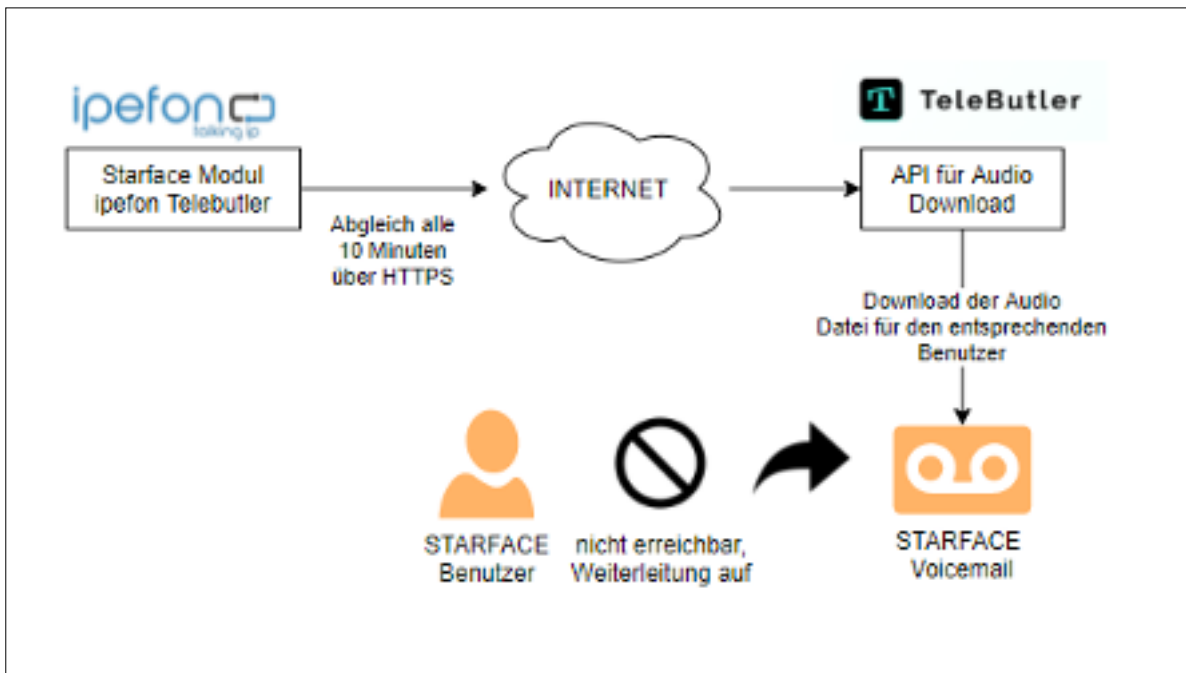 ipefon
talking ip
TeleButler
Starface Modul
ipefon Telebutler
Abgleich alle
10 Minuten
über HTTPS
INTERNET
API für Audio
Download
Download der Audio
Datei für den entsprechenden
Benutzer
STARFACE
Benutzer
nicht erreichbar,
Weiterleitung auf
STARFACE
Voicemail